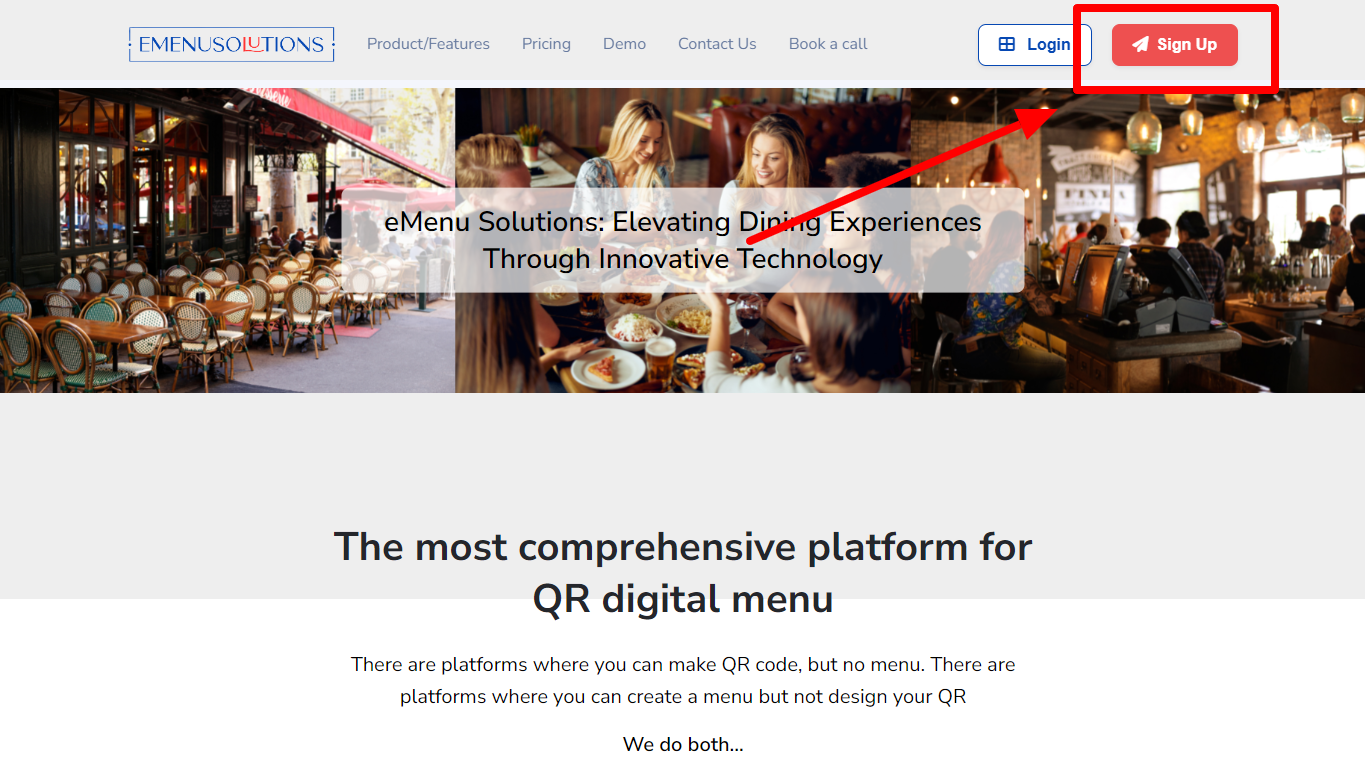 EMENUSOLUTIONS
Product/Features
Pricing
Demo
Contact Us
Book a call
Login
Sign Up
eMenu Solutions: Elevating Dining Experiences
Through Innovative Technology
The most comprehensive platform for
QR digital menu
There are platforms where you can make QR code, but no menu. There are
platforms where you can create a menu but not design your QR
We do both...